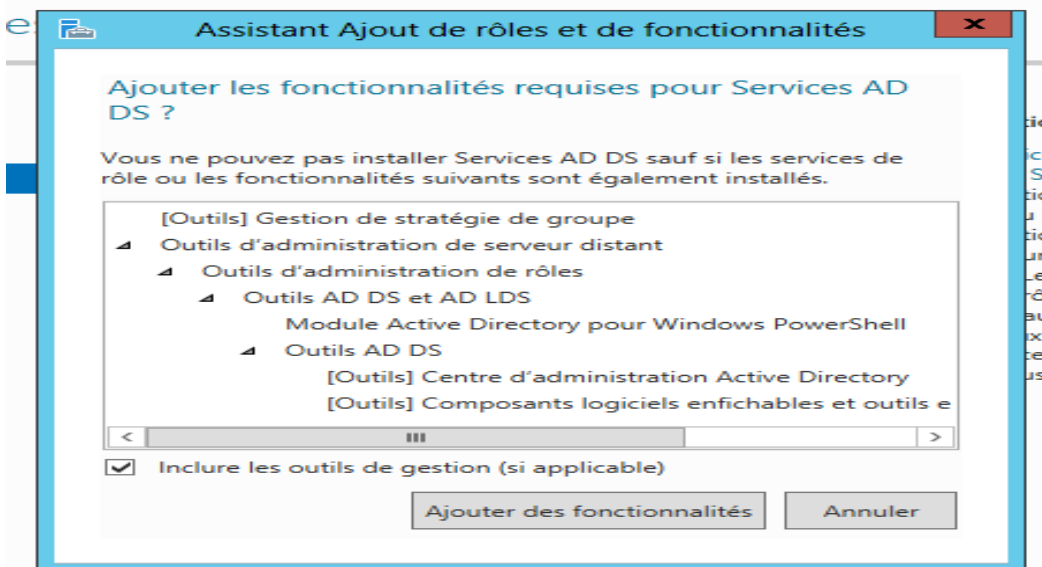 Assistant Ajout de rôles et de fonctionnalités
Ajouter les fonctionnalités requises pour Services AD
DS ?
Vous ne pouvez pas installer Services AD DS sauf si les services de
rôle ou les fonctionnalités suivants sont également installés.
[Outils] Gestion de stratégie de groupe
Outils d'administration de serveur distant
Outils d'administration de rôles
Outils AD DS et AD LDS
Module Active Directory pour Windows PowerShell
Outils AD DS
[Outils] Centre d'administration Active Directory
[Outils] Composants logiciels enfichables et outils e
Inclure les outils de gestion (si applicable)
Ajouter des fonctionnalités
Annuler